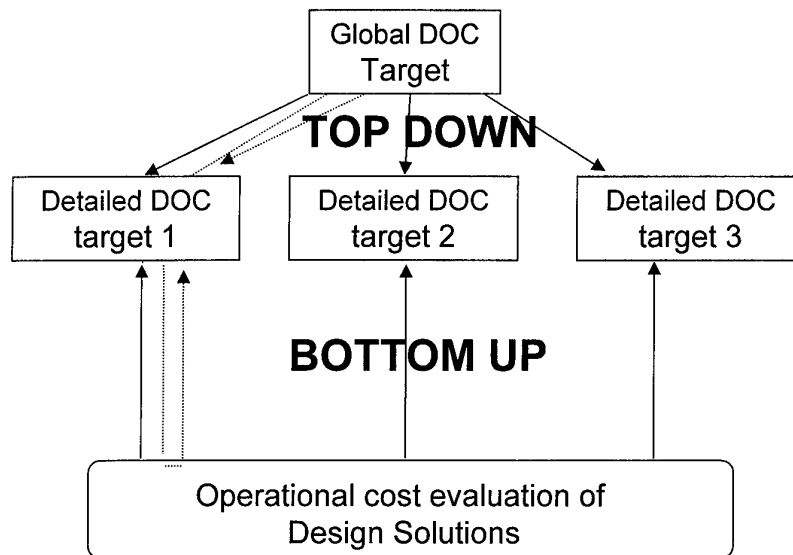 Global DOC
Target
TOP DOWN
Detailed DOC
target 1
Detailed DOC
target 2
Detailed DOC
target 3
BOTTOM UP
Operational cost evaluation of
Design Solutions